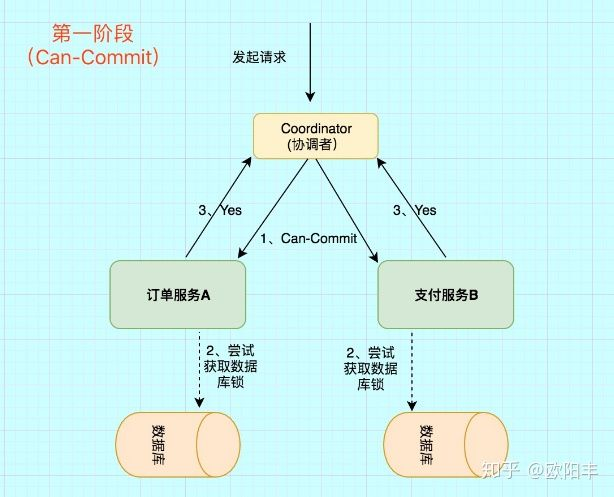 第一阶段
（Can-Commit）
发起请求
Coordinator
(协调者)
3、Yes
3、Yes
1、Can-Commit
订单服务A
支付服务B
2、尝试
获取数据
库锁
2、尝试
获取数据
库锁
数据库
数据库
知乎 @欧阳丰